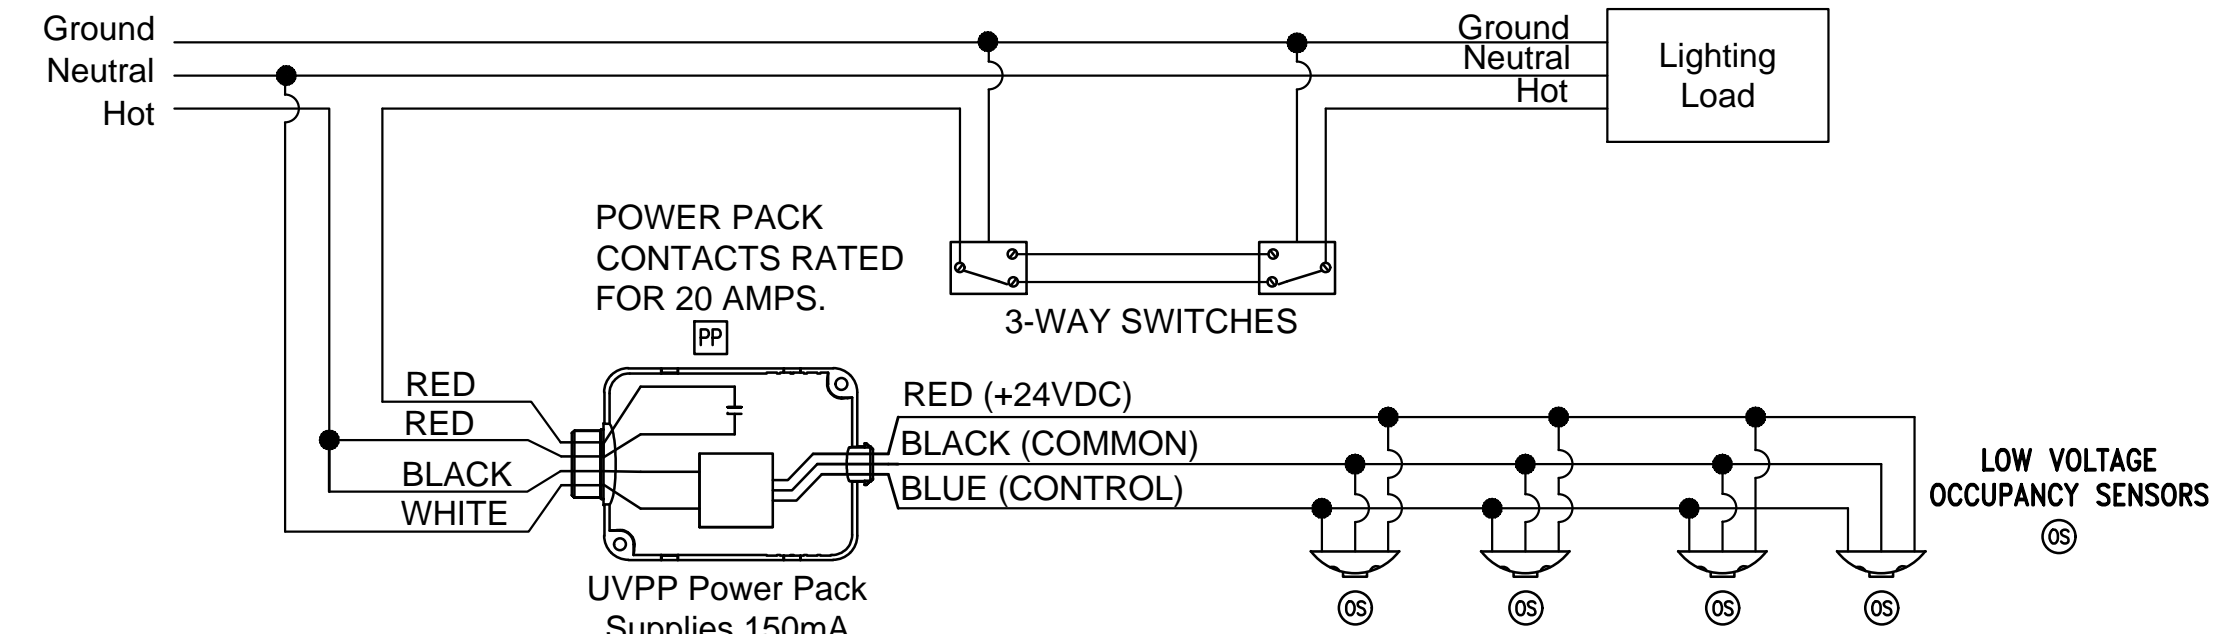 Ground
Neutral
Hot
Ground
Neutral
Hot
Lighting
Load
POWER PACK
CONTACTS RATED
FOR 20 AMPS.
PP
3-WAY SWITCHES
RED
RED
BLACK
WHITE
RED (+24VDC)
BLACK (COMMON)
BLUE (CONTROL)
LOW VOLTAGE
OCCUPANCY SENSORS
OS
UVPP Power Pack
Supplies 150mA
OS
OS
OS
OS